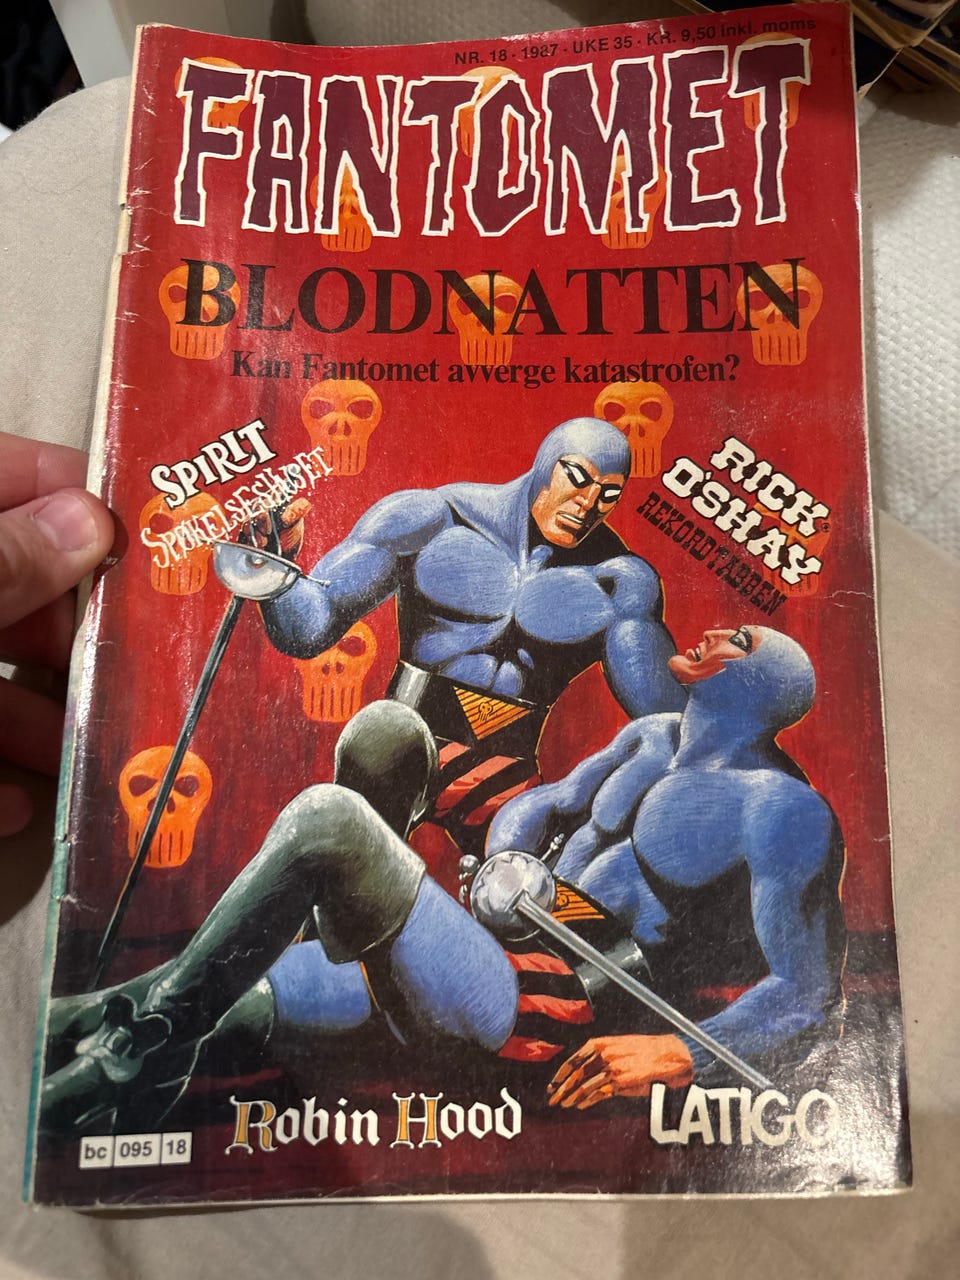 NR. 18 · 1987 · UKE 35 · KR. 9,50 inkl. moms
FANTOMET
BLODNATTEN
Kan Fantomet avverge katastrofen?
SPIRIT
SPØKELSESHUSET
RICK
O'SHAY
REKORDTABBEN
Robin Hood
LATIGO
bc 095 18